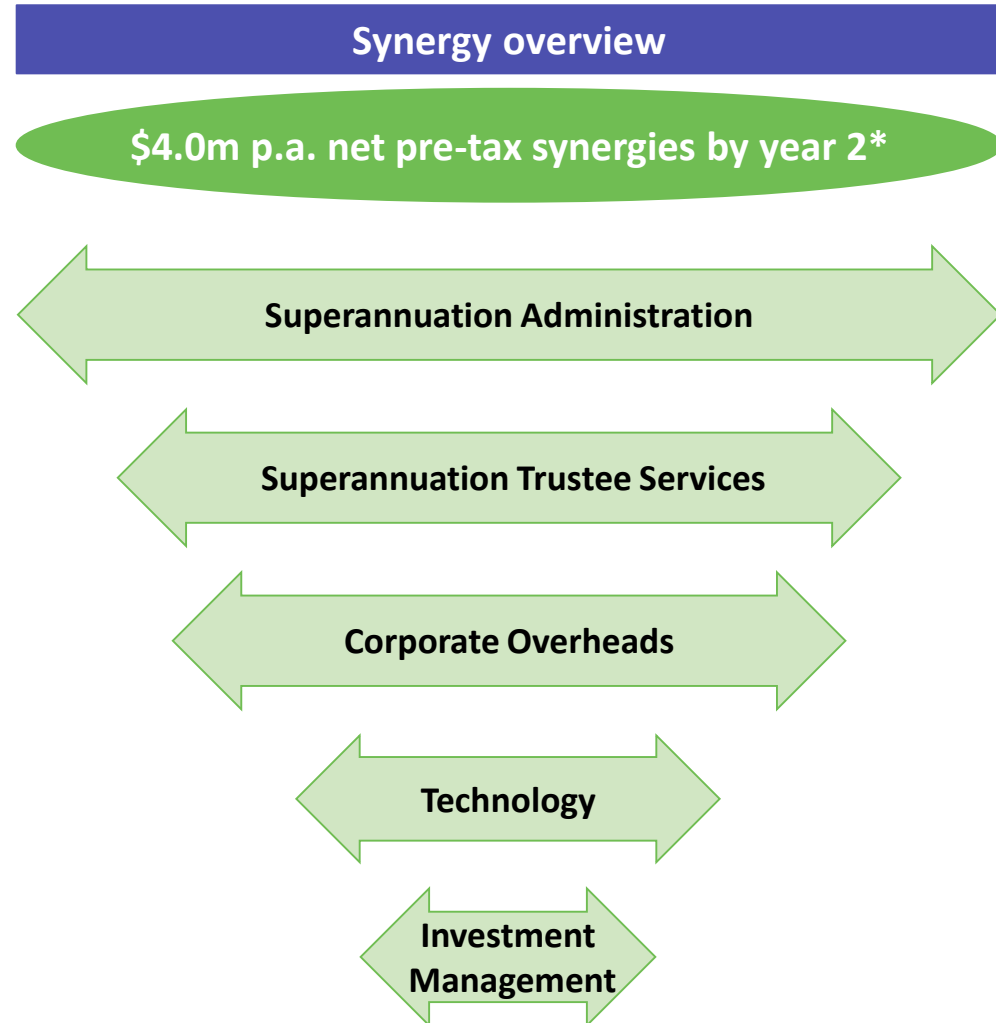 Synergy overview
$4.0m p.a. net pre-tax synergies by year 2*
Superannuation Administration
Superannuation Trustee Services
Corporate Overheads
Technology
Investment
Management